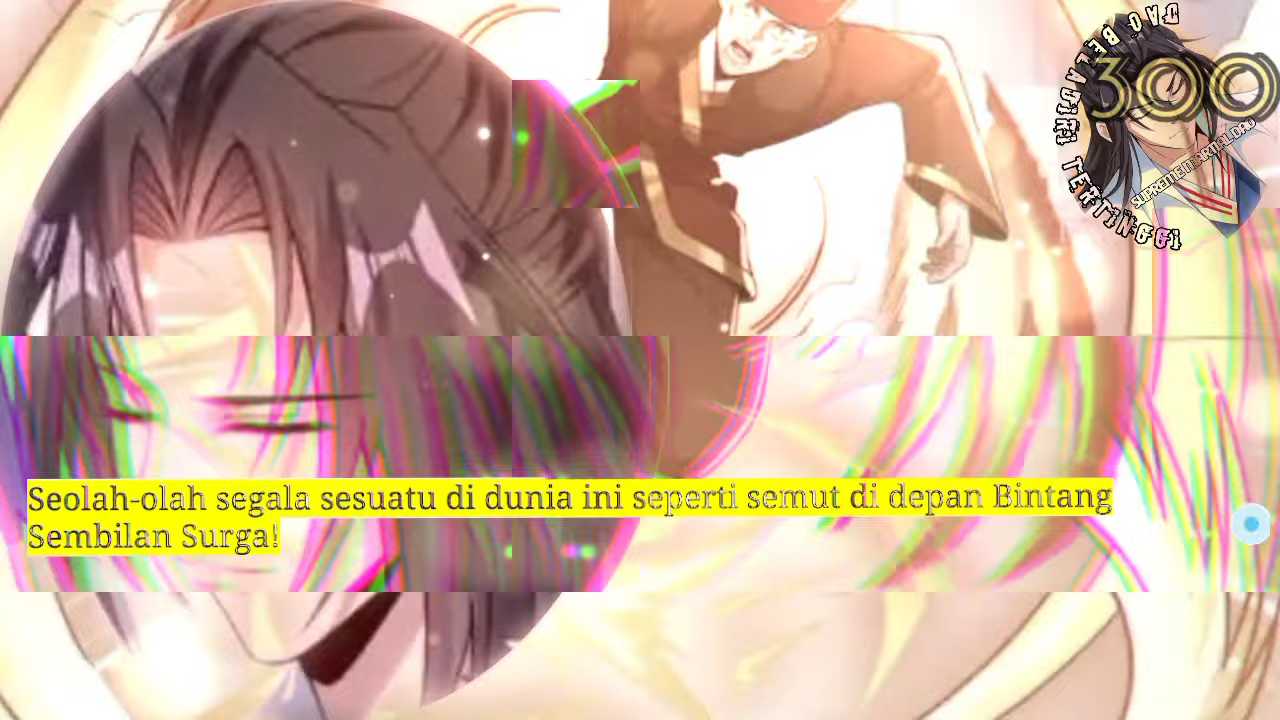 DAO BELADIRI TERTINGGI
300
Seolah-olah segala sesuatu di dunia ini seperti semut di depan Bintang
Sembilan Surga!